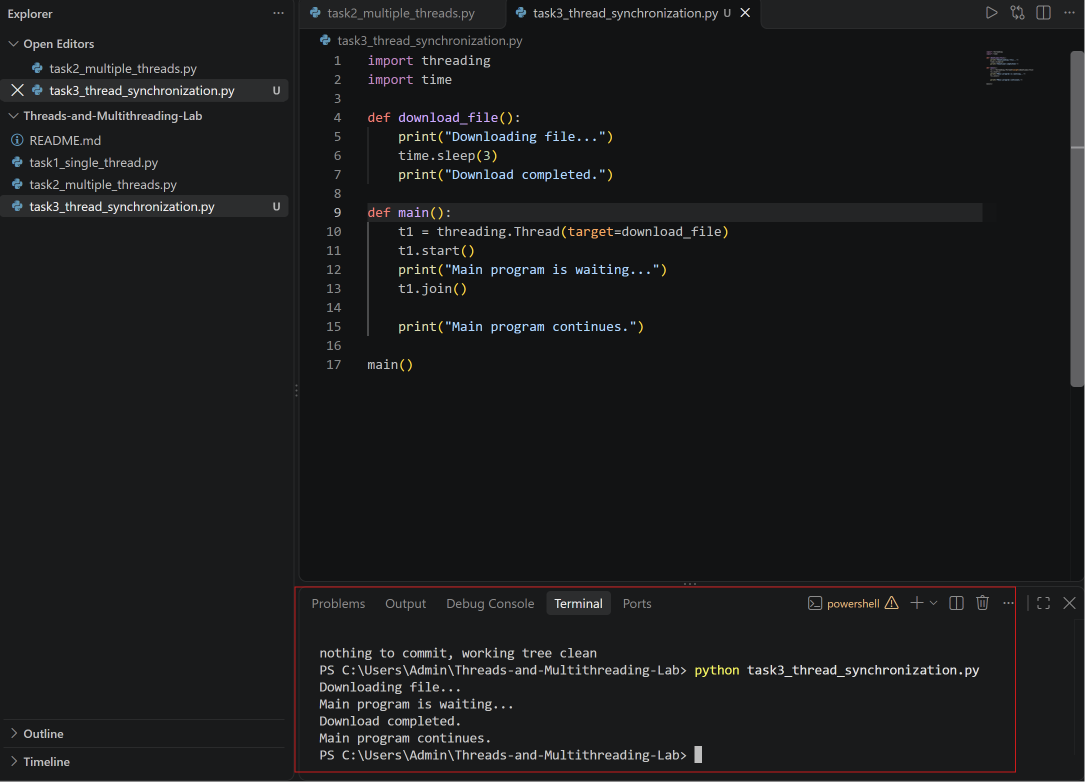 Explorer
Open Editors
task2_multiple_threads.py
task3_thread_synchronization.py U
Threads-and-Multithreading-Lab
README.md
task1_single_thread.py
task2_multiple_threads.py
task3_thread_synchronization.py U
Outline
Timeline
task2_multiple_threads.py task3_thread_synchronization.py U
task3_thread_synchronization.py
1 import threading
2 import time
3
4 def download_file():
5     print("Downloading file...")
6     time.sleep(3)
7     print("Download completed.")
8
9 def main():
10     t1 = threading.Thread(target=download_file)
11     t1.start()
12     print("Main program is waiting...")
13     t1.join()
14
15     print("Main program continues.")
16
17 main()
Problems Output Debug Console Terminal Ports powershell
nothing to commit, working tree clean
PS C:\Users\Admin\Threads-and-Multithreading-Lab> python task3_thread_synchronization.py
Downloading file...
Main program is waiting...
Download completed.
Main program continues.
PS C:\Users\Admin\Threads-and-Multithreading-Lab>